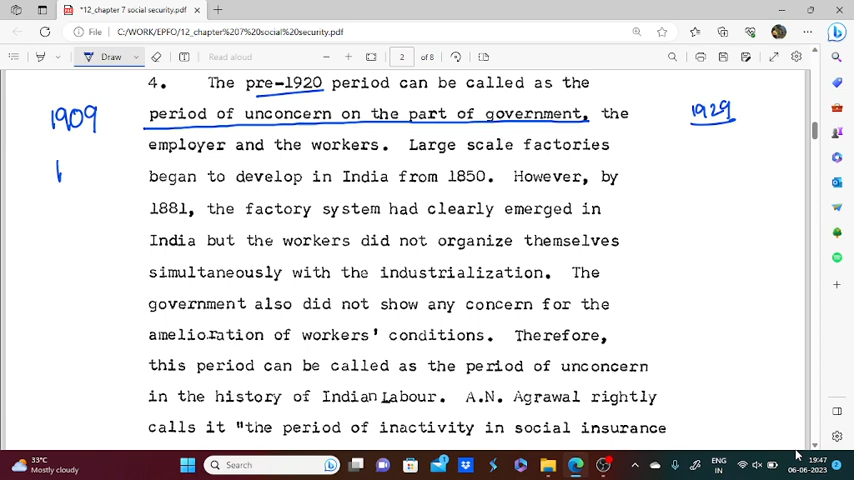 *12_chapter 7 social security.pdf
File
C:/WORK/EPFO/12_chapter%207%20social%20security.pdf
Draw
Read aloud
2
of 8
4. The pre-1920 period can be called as the
1909
period of unconcern on the part of government, the
1929
employer and the workers. Large scale factories
began to develop in India from 1850. However, by
1881, the factory system had clearly emerged in
India but the workers did not organize themselves
simultaneously with the industrialization. The
government also did not show any concern for the
amelioration of workers' conditions. Therefore,
this period can be called as the period of unconcern
in the history of Indian Labour. A.N. Agrawal rightly
calls it "the period of inactivity in social insurance
33°C
Mostly cloudy
Search
ENG
IN
19:47
06-06-2023
2